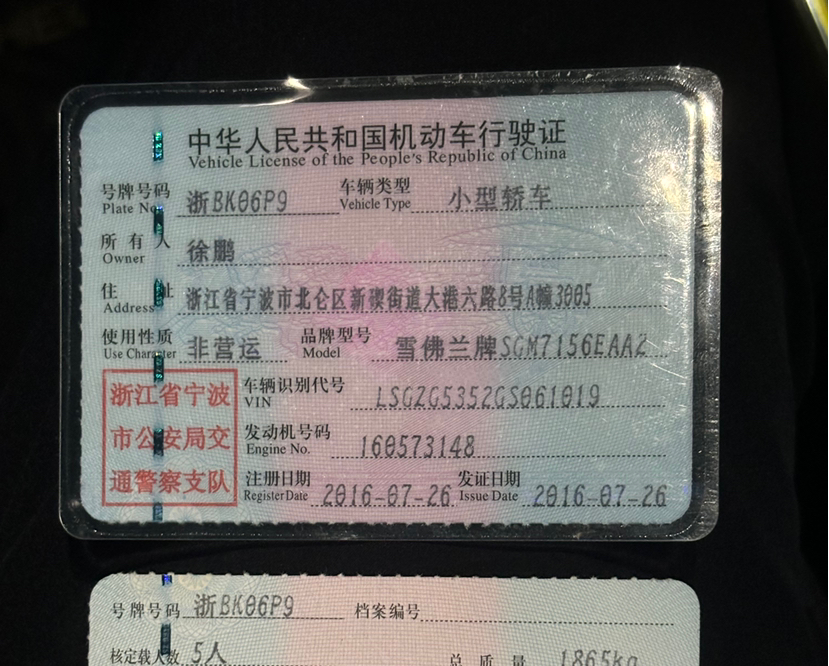 中华人民共和国机动车行驶证
Vehicle License of the People's Republic of China
号牌号码 Plate No. 浙BK06P9 车辆类型 Vehicle Type 小型轿车
所有人 Owner 徐鹏
住址 Address 浙江省宁波市北仑区新碶街道大港六路8号A幢3005
使用性质 Use Character 非营运 品牌型号 Model 雪佛兰牌SGM7156EAA2
浙江省宁波
市公安局交
通警察支队
车辆识别代号 VIN LSGZG5352GS061019
发动机号码 Engine No. 160573148
注册日期 Register Date 2016-07-26 发证日期 Issue Date 2016-07-26
号牌号码 浙BK06P9 档案编号
核定载人数 5人 总质量 1865kg